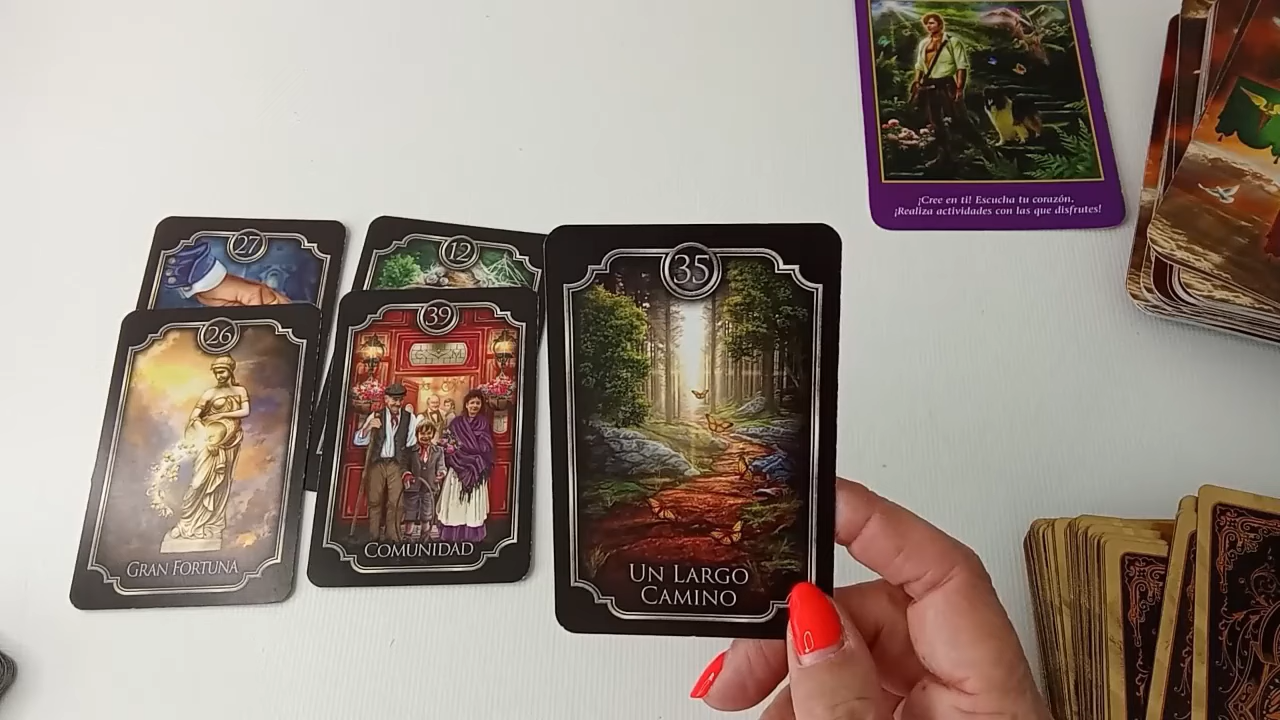 ¡Cree en ti! Escucha tu corazón.
¡Realiza actividades con las que disfrutes!
27
12
26
GRAN FORTUNA
39
COMUNIDAD
35
UN LARGO
CAMINO